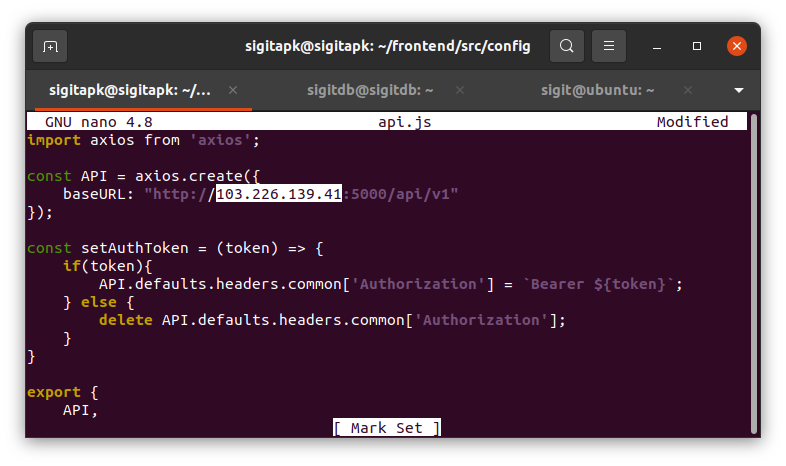 sigitapk@sigitapk: ~/frontend/src/config
sigitapk@sigitapk: ~/...
sigitdb@sigitdb: ~
sigit@ubuntu: ~
GNU nano 4.8 api.js Modified
import axios from 'axios';
const API = axios.create({
    baseURL: "http://103.226.139.41:5000/api/v1"
});
const setAuthToken = (token) => {
    if(token){
        API.defaults.headers.common['Authorization'] = `Bearer ${token}`;
    } else {
        delete API.defaults.headers.common['Authorization'];
    }
}
export {
    API,
[ Mark Set ]